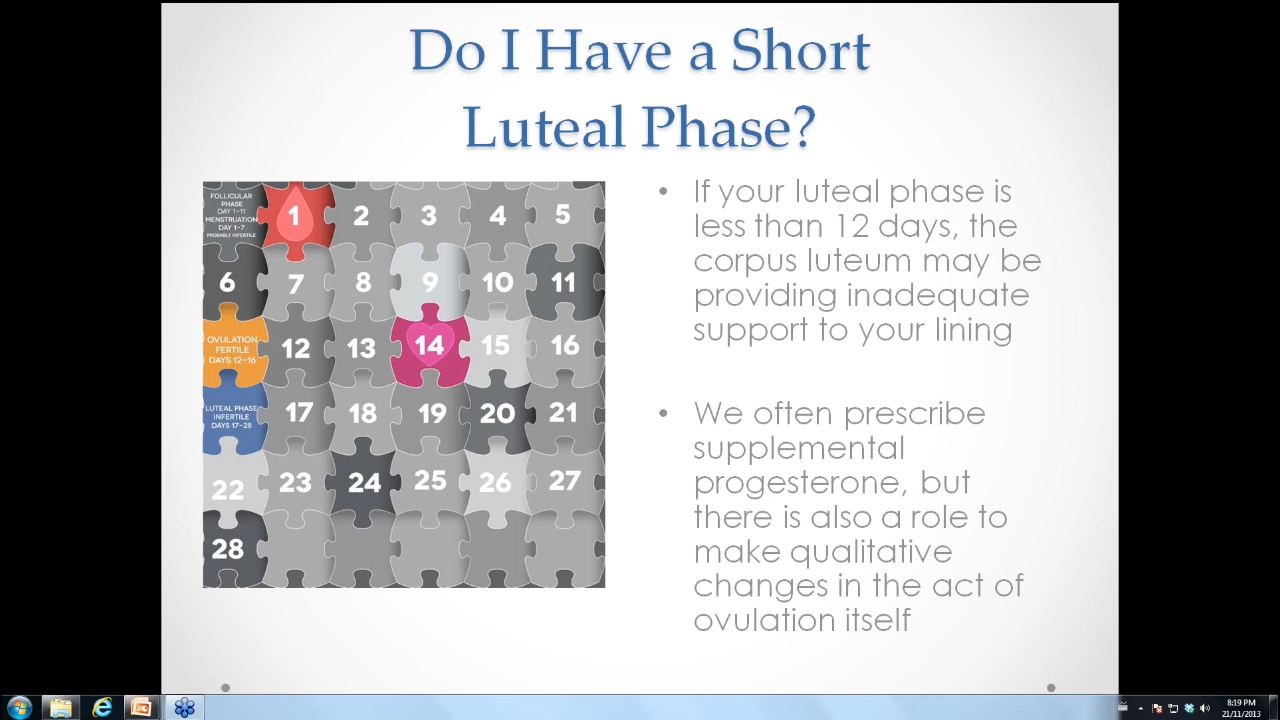 Do I Have a Short
Luteal Phase?
FOLLICULAR
PHASE
DAY 1-11
MENSTRUATION
DAY 1-7
PROBABLY INFERTILE
1 2 3 4 5
6 7 8 9 10 11
OVULATION
FERTILE
DAYS 12-16
12 13 14 15 16
LUTEAL PHASE
INFERTILE
DAYS 17-28
17 18 19 20 21
22 23 24 25 26 27
28
• If your luteal phase is
less than 12 days, the
corpus luteum may be
providing inadequate
support to your lining
• We often prescribe
supplemental
progesterone, but
there is also a role to
make qualitative
changes in the act of
ovulation itself
8:19 PM
21/11/2013